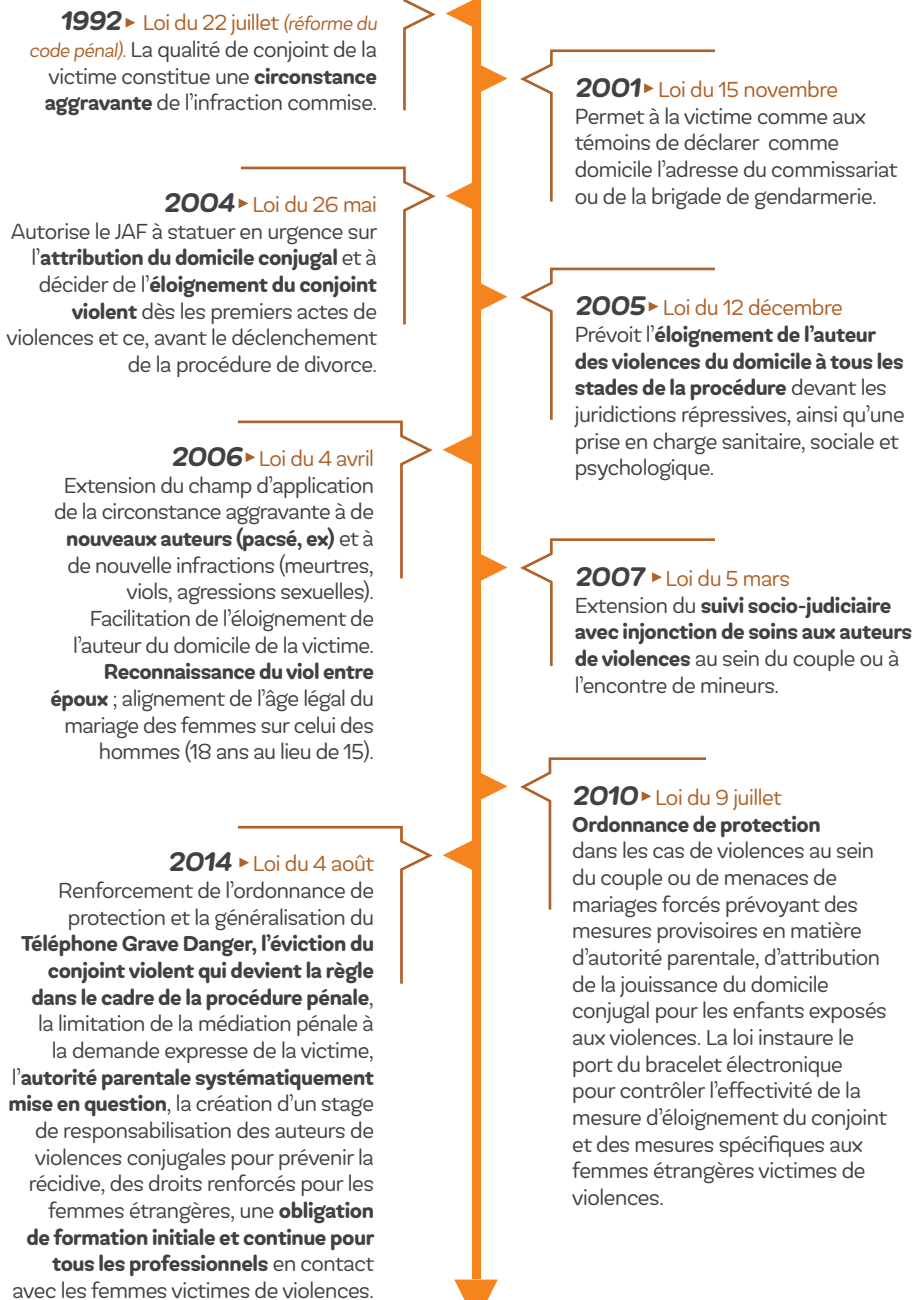 1992 ▸ Loi du 22 juillet (réforme du
code pénal). La qualité de conjoint de la
victime constitue une circonstance
aggravante de l'infraction commise.
2001 ▸ Loi du 15 novembre
Permet à la victime comme aux
témoins de déclarer comme
domicile l'adresse du commissariat
ou de la brigade de gendarmerie.
2004 ▸ Loi du 26 mai
Autorise le JAF à statuer en urgence sur
l'attribution du domicile conjugal et à
décider de l'éloignement du conjoint
violent dès les premiers actes de
violences et ce, avant le déclenchement
de la procédure de divorce.
2005 ▸ Loi du 12 décembre
Prévoit l'éloignement de l'auteur
des violences du domicile à tous les
stades de la procédure devant les
juridictions répressives, ainsi qu'une
prise en charge sanitaire, sociale et
psychologique.
2006 ▸ Loi du 4 avril
Extension du champ d'application
de la circonstance aggravante à de
nouveaux auteurs (pacsé, ex) et à
de nouvelle infractions (meurtres,
viols, agressions sexuelles).
Facilitation de l'éloignement de
l'auteur du domicile de la victime.
Reconnaissance du viol entre
époux ; alignement de l'âge légal du
mariage des femmes sur celui des
hommes (18 ans au lieu de 15).
2007 ▸ Loi du 5 mars
Extension du suivi socio-judiciaire
avec injonction de soins aux auteurs
de violences au sein du couple ou à
l'encontre de mineurs.
2010 ▸ Loi du 9 juillet
Ordonnance de protection
dans les cas de violences au sein
du couple ou de menaces de
mariages forcés prévoyant des
mesures provisoires en matière
d'autorité parentale, d'attribution
de la jouissance du domicile
conjugal pour les enfants exposés
aux violences. La loi instaure le
port du bracelet électronique
pour contrôler l'effectivité de la
mesure d'éloignement du conjoint
et des mesures spécifiques aux
femmes étrangères victimes de
violences.
2014 ▸ Loi du 4 août
Renforcement de l'ordonnance de
protection et la généralisation du
Téléphone Grave Danger, l'éviction du
conjoint violent qui devient la règle
dans le cadre de la procédure pénale,
la limitation de la médiation pénale à
la demande expresse de la victime,
l'autorité parentale systématiquement
mise en question, la création d'un stage
de responsabilisation des auteurs de
violences conjugales pour prévenir la
récidive, des droits renforcés pour les
femmes étrangères, une obligation
de formation initiale et continue pour
tous les professionnels en contact
avec les femmes victimes de violences.